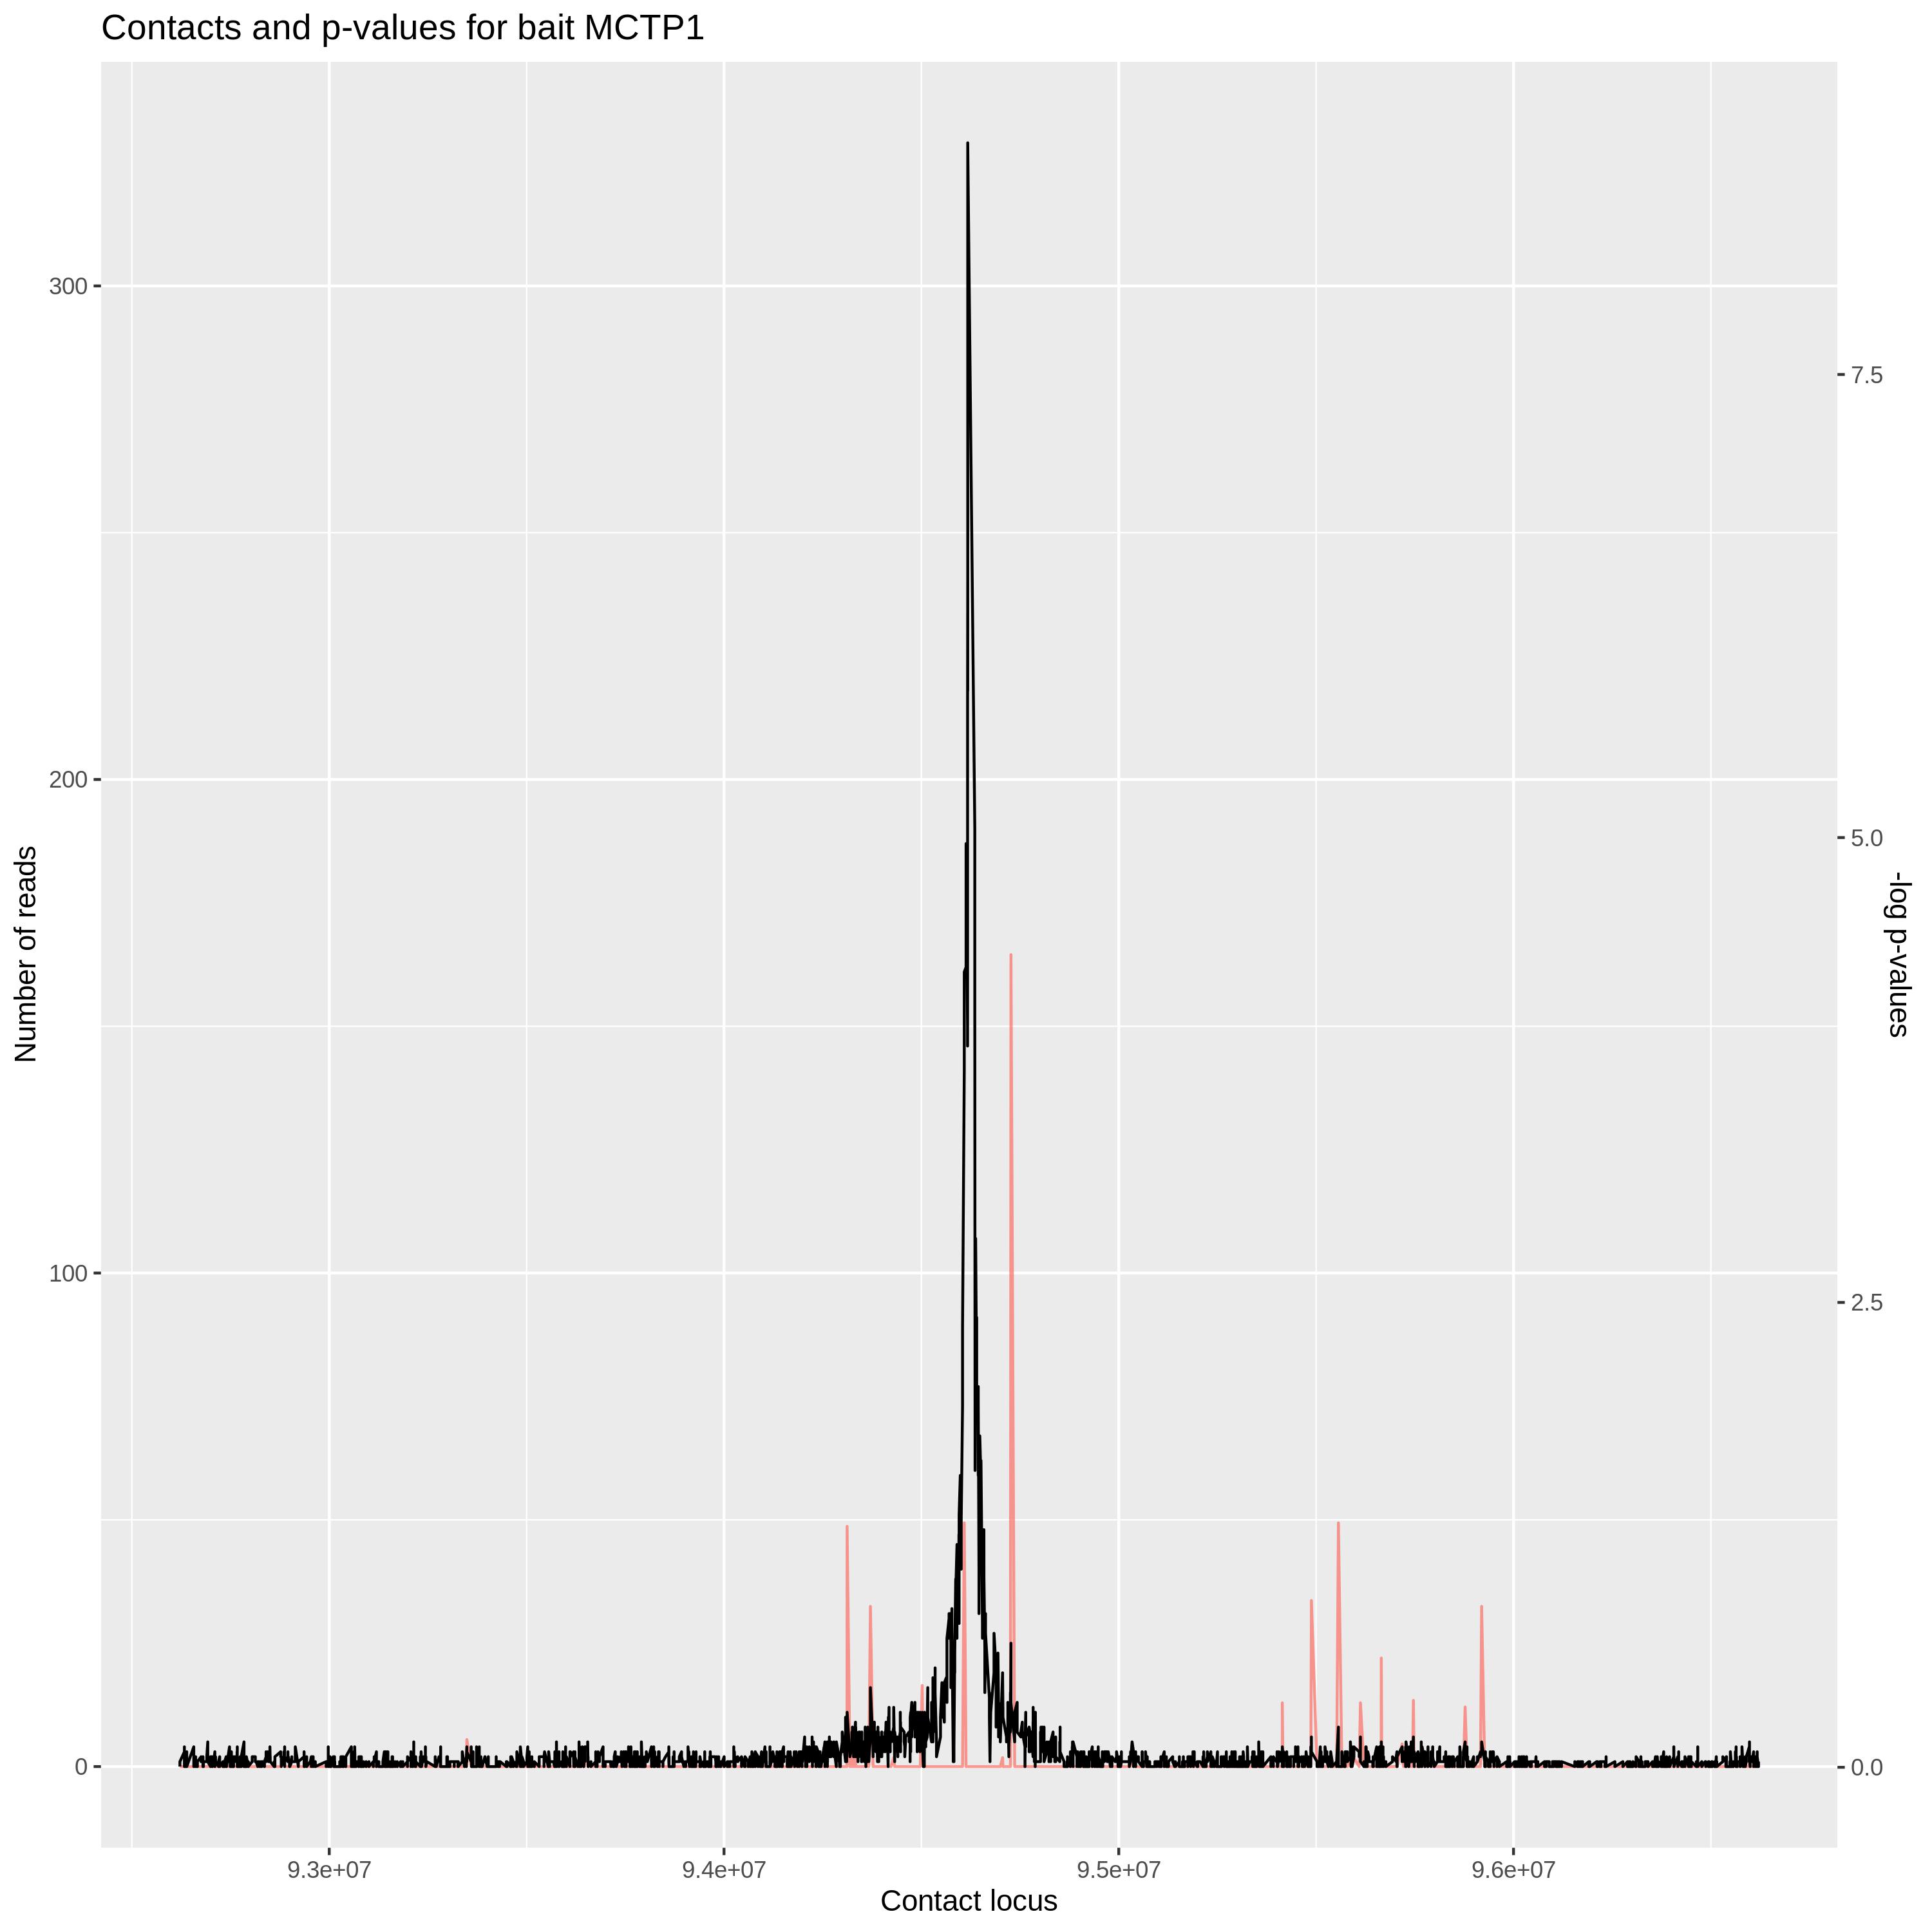 Contacts and p-values for bait MCTP1
300
200
100
0
Number of reads
7.5
5.0
2.5
0.0
-log p-values
9.3e+07
9.4e+07
9.5e+07
9.6e+07
Contact locus